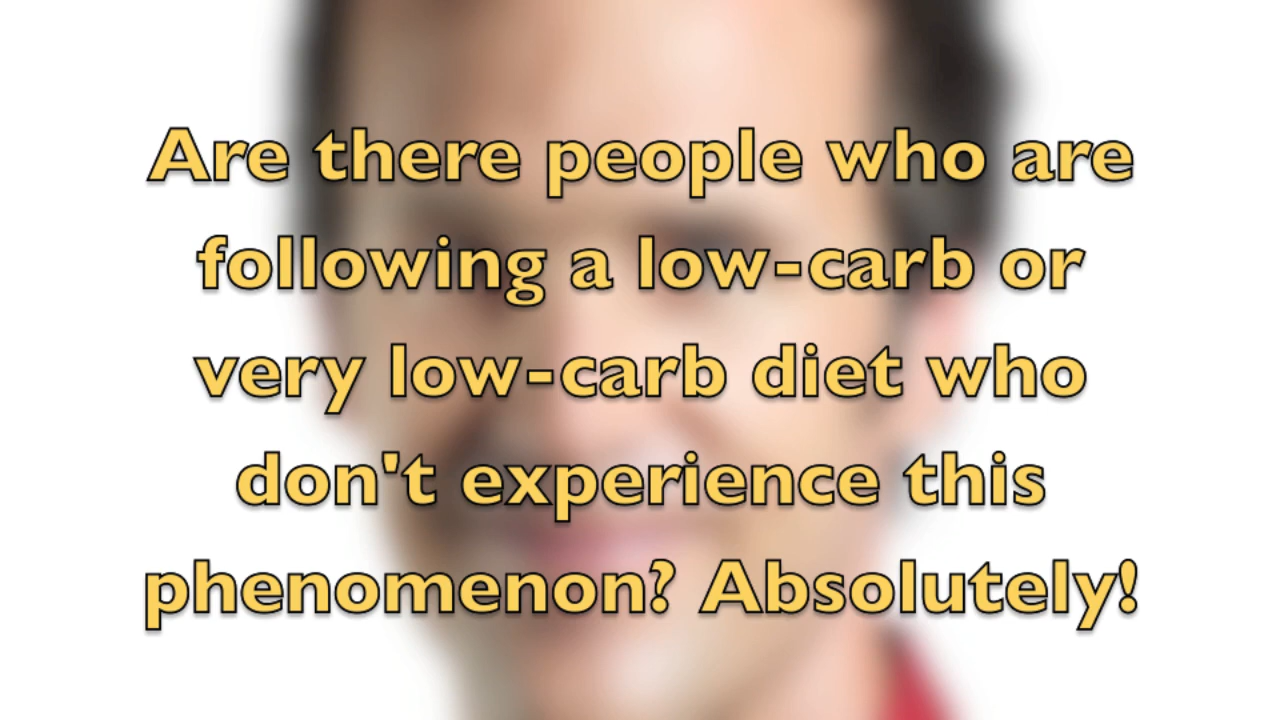 Are there people who are
following a low-carb or
very low-carb diet who
don't experience this
phenomenon? Absolutely!